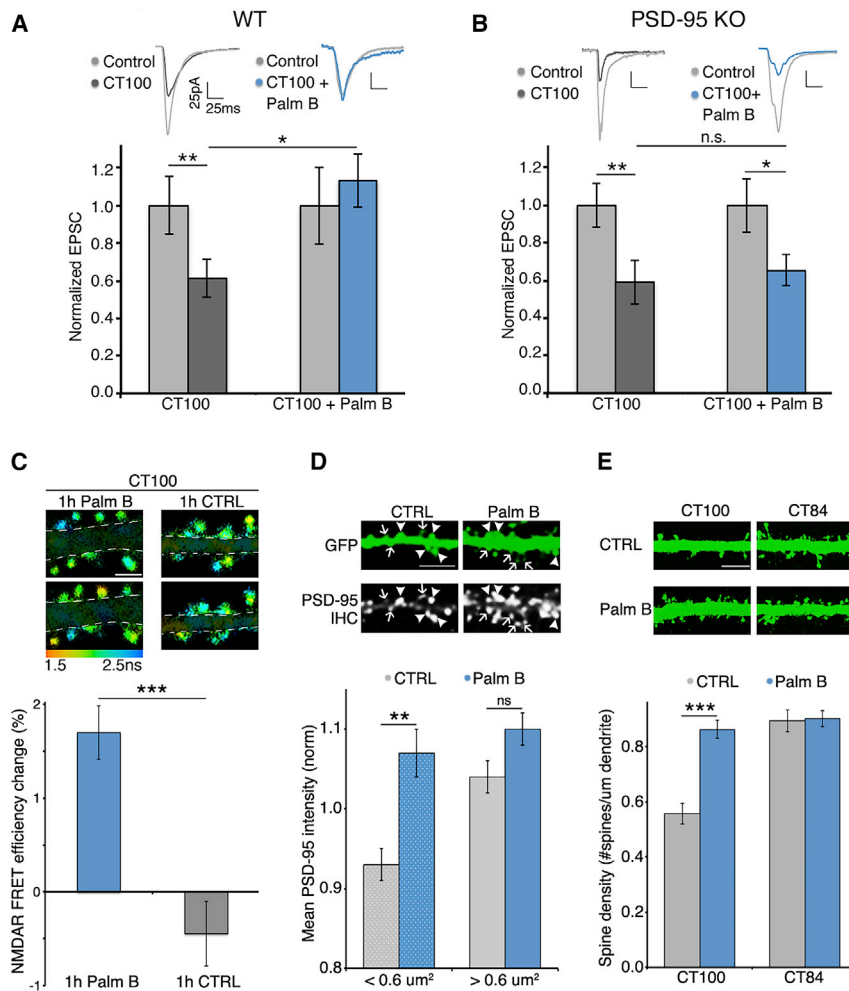 A
WT
Control
CT100
25pA
25ms
Control
CT100 +
Palm B
*
**
Normalized EPSC
1.2
1.0
0.8
0.6
0.4
0.2
0.0
CT100
CT100 + Palm B
B
PSD-95 KO
Control
CT100
Control
CT100+
Palm B
n.s.
**
*
Normalized EPSC
1.2
1.0
0.8
0.6
0.4
0.2
0.0
CT100
CT100 + Palm B
C
CT100
1h Palm B
1h CTRL
1.5
2.5ns
***
NMDAR FRET efficiency change (%)
2
1
0
-1
1h Palm B
1h CTRL
D
CTRL
Palm B
GFP
PSD-95
IHC
CTRL
Palm B
**
ns
Mean PSD-95 intensity (norm)
1.1
1.0
0.9
0.8
< 0.6 um²
> 0.6 um²
E
CT100
CT84
CTRL
Palm B
CTRL
Palm B
***
Spine density (#spines/um dendrite)
0.8
0.6
0.4
0.2
0.0
CT100
CT84